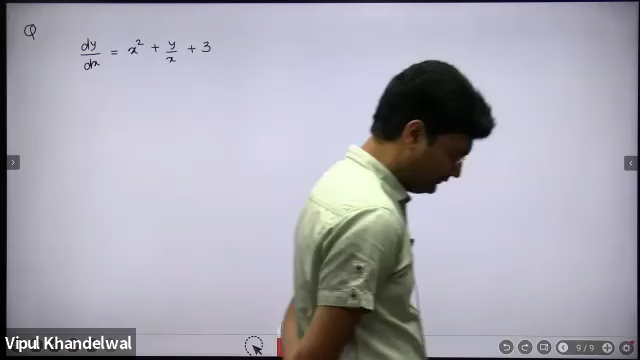 Q
dy/dx = x² + y/x + 3
Vipul Khandelwal
9/9